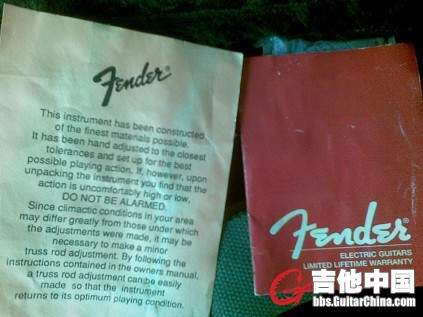 Fender®
This instrument has been constructed
of the finest materials possible.
It has been hand adjusted to the closest
tolerances and set up for the best
possible playing action. If, however, upon
unpacking the instrument you find that the
action is uncomfortably high or low,
DO NOT BE ALARMED.
Since climactic conditions in your area
may differ greatly from those under which
the adjustments were made, it may be
necessary to make a minor
truss rod adjustment. By following the
instructions contained in the owners manual,
a truss rod adjustment can be easily
made so that the instrument
returns to its optimum playing condition.
Fender®
ELECTRIC GUITARS
LIMITED LIFETIME WARRANTY
吉他中国
bbs.GuitarChina.com